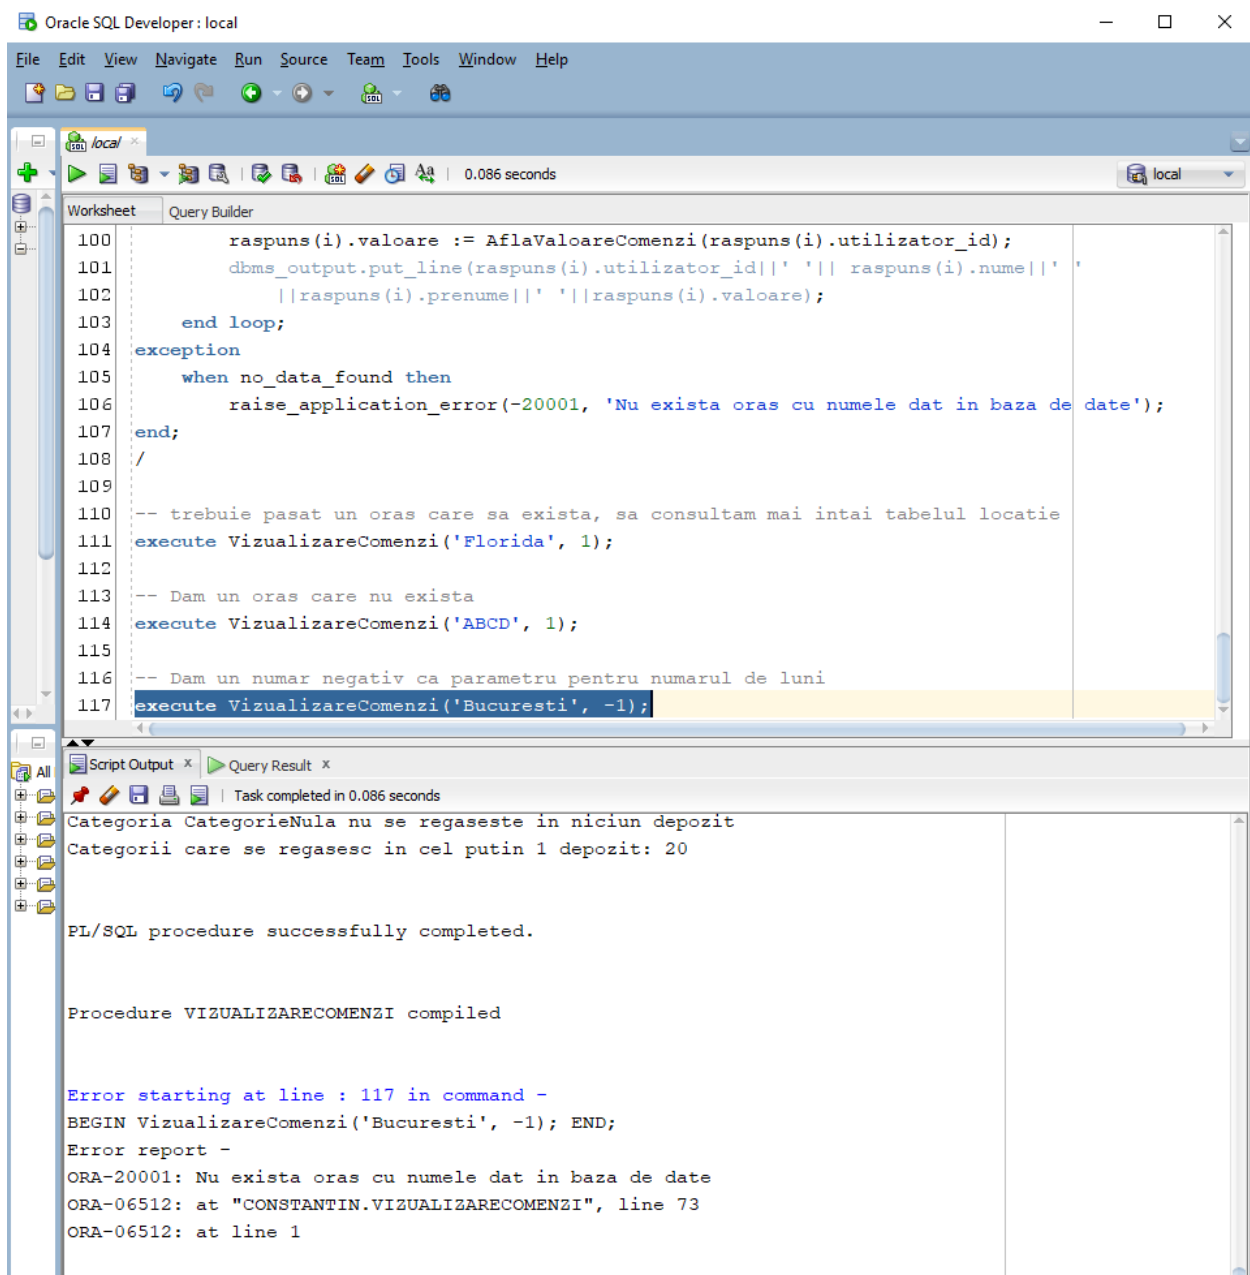 Oracle SQL Developer : local
File Edit View Navigate Run Source Team Tools Window Help
local
0.086 seconds
local
Worksheet Query Builder
100 raspuns(i).valoare := AflaValoareComenzi(raspuns(i).utilizator_id);
101 dbms_output.put_line(raspuns(i).utilizator_id||' '|| raspuns(i).nume||' '
102 ||raspuns(i).prenume||' '||raspuns(i).valoare);
103 end loop;
104 exception
105 when no_data_found then
106 raise_application_error(-20001, 'Nu exista oras cu numele dat in baza de date');
107 end;
108 /
109
110 -- trebuie pasat un oras care sa exista, sa consultam mai intai tabelul locatie
111 execute VizualizareComenzi('Florida', 1);
112
113 -- Dam un oras care nu exista
114 execute VizualizareComenzi('ABCD', 1);
115
116 -- Dam un numar negativ ca parametru pentru numarul de luni
117 execute VizualizareComenzi('Bucuresti', -1);
All
Script Output x Query Result x
Task completed in 0.086 seconds
Categoria CategorieNula nu se regaseste in niciun depozit
Categorii care se regasesc in cel putin 1 depozit: 20
PL/SQL procedure successfully completed.
Procedure VIZUALIZARECOMENZI compiled
Error starting at line : 117 in command -
BEGIN VizualizareComenzi('Bucuresti', -1); END;
Error report -
ORA-20001: Nu exista oras cu numele dat in baza de date
ORA-06512: at "CONSTANTIN.VIZUALIZARECOMENZI", line 73
ORA-06512: at line 1